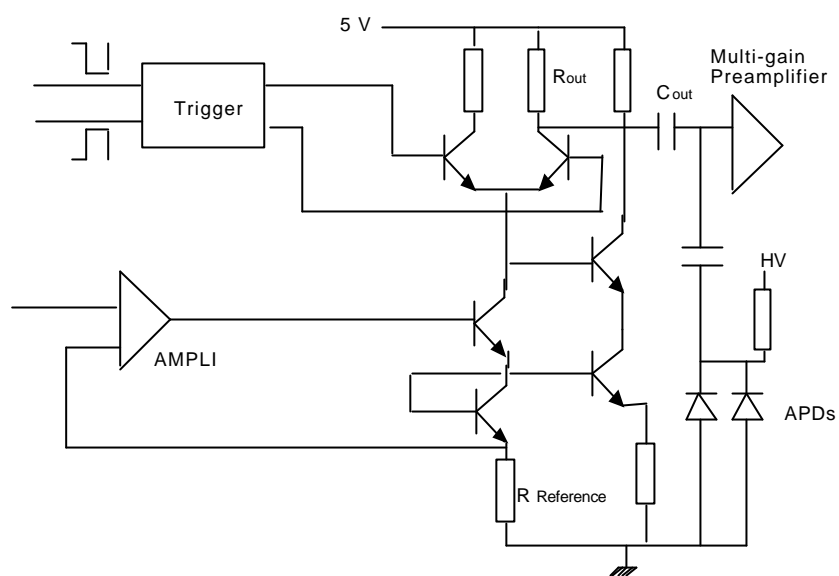 5 V
Multi-gain
Preamplifier
Rout
Cout
Trigger
HV
AMPLI
APDs
R Reference